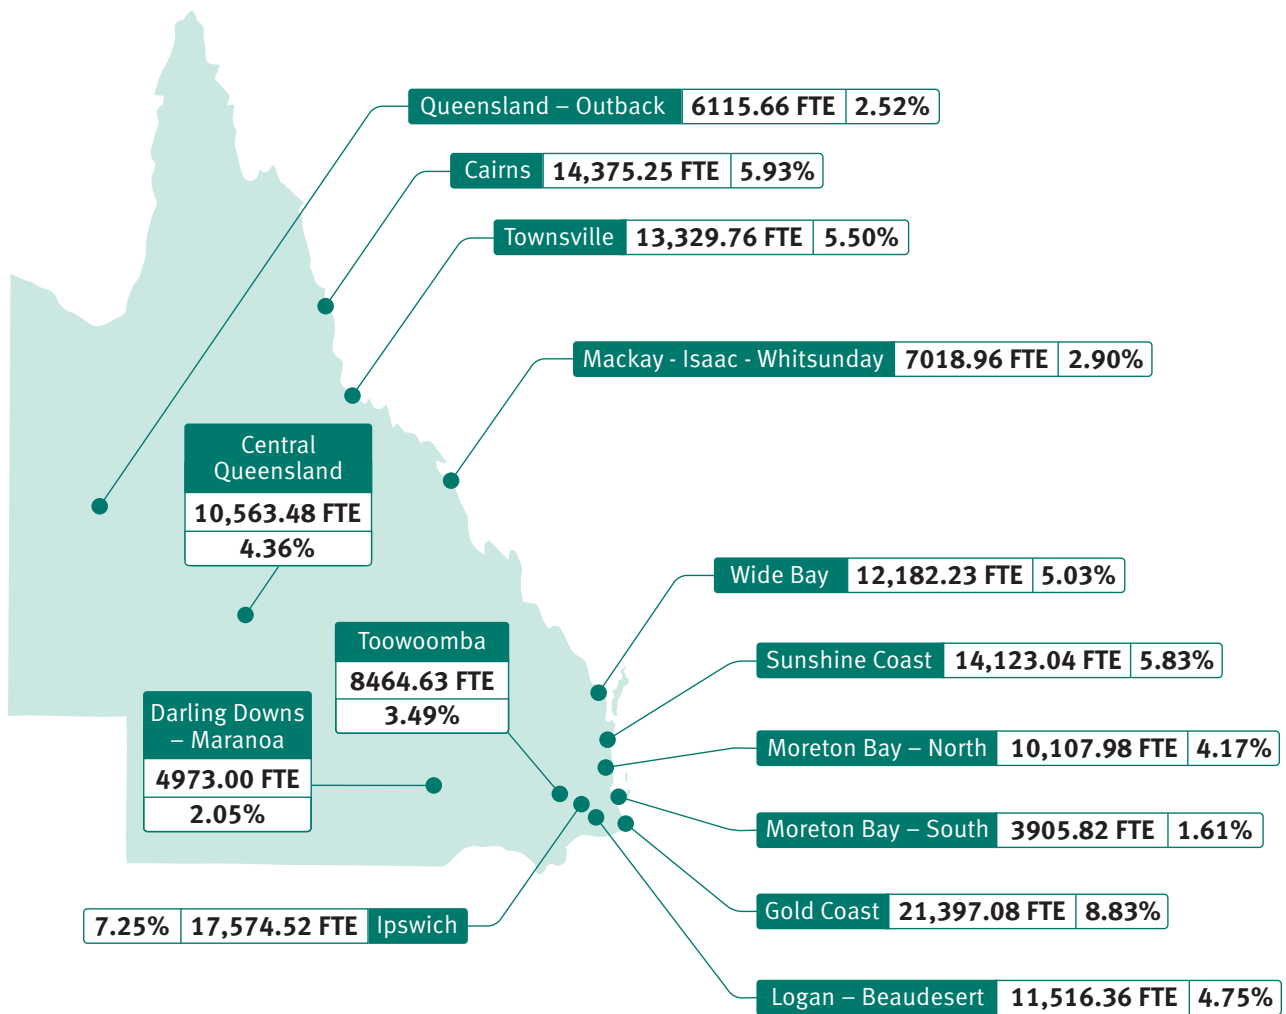 Queensland – Outback 6115.66 FTE 2.52%
Cairns 14,375.25 FTE 5.93%
Townsville 13,329.76 FTE 5.50%
Mackay - Isaac - Whitsunday 7018.96 FTE 2.90%
Central
Queensland
10,563.48 FTE
4.36%
Wide Bay 12,182.23 FTE 5.03%
Toowoomba
8464.63 FTE
3.49%
Sunshine Coast 14,123.04 FTE 5.83%
Darling Downs
– Maranoa
4973.00 FTE
2.05%
Moreton Bay – North 10,107.98 FTE 4.17%
Moreton Bay – South 3905.82 FTE 1.61%
Gold Coast 21,397.08 FTE 8.83%
7.25% 17,574.52 FTE Ipswich
Logan – Beaudesert 11,516.36 FTE 4.75%